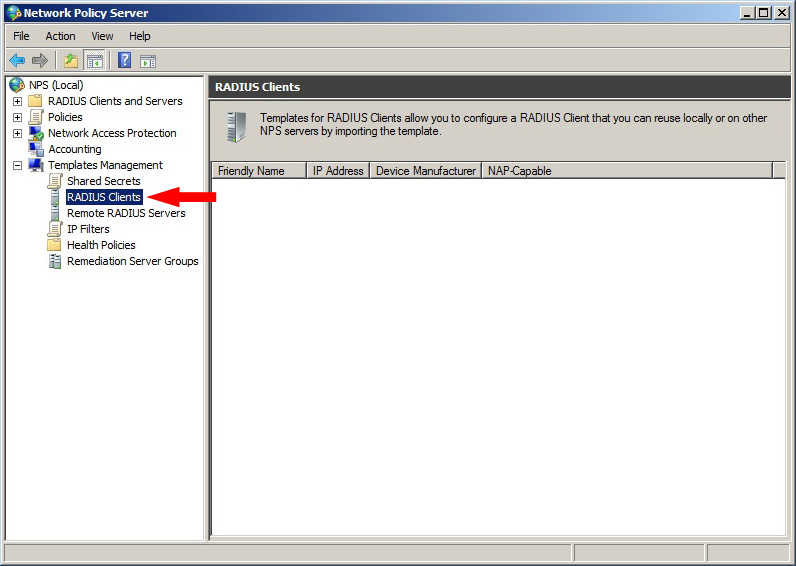 Network Policy Server
File Action View Help
NPS (Local)
RADIUS Clients and Servers
Policies
Network Access Protection
Accounting
Templates Management
Shared Secrets
RADIUS Clients
Remote RADIUS Servers
IP Filters
Health Policies
Remediation Server Groups
RADIUS Clients
Templates for RADIUS Clients allow you to configure a RADIUS Client that you can reuse locally or on other
NPS servers by importing the template.
Friendly Name IP Address Device Manufacturer NAP-Capable